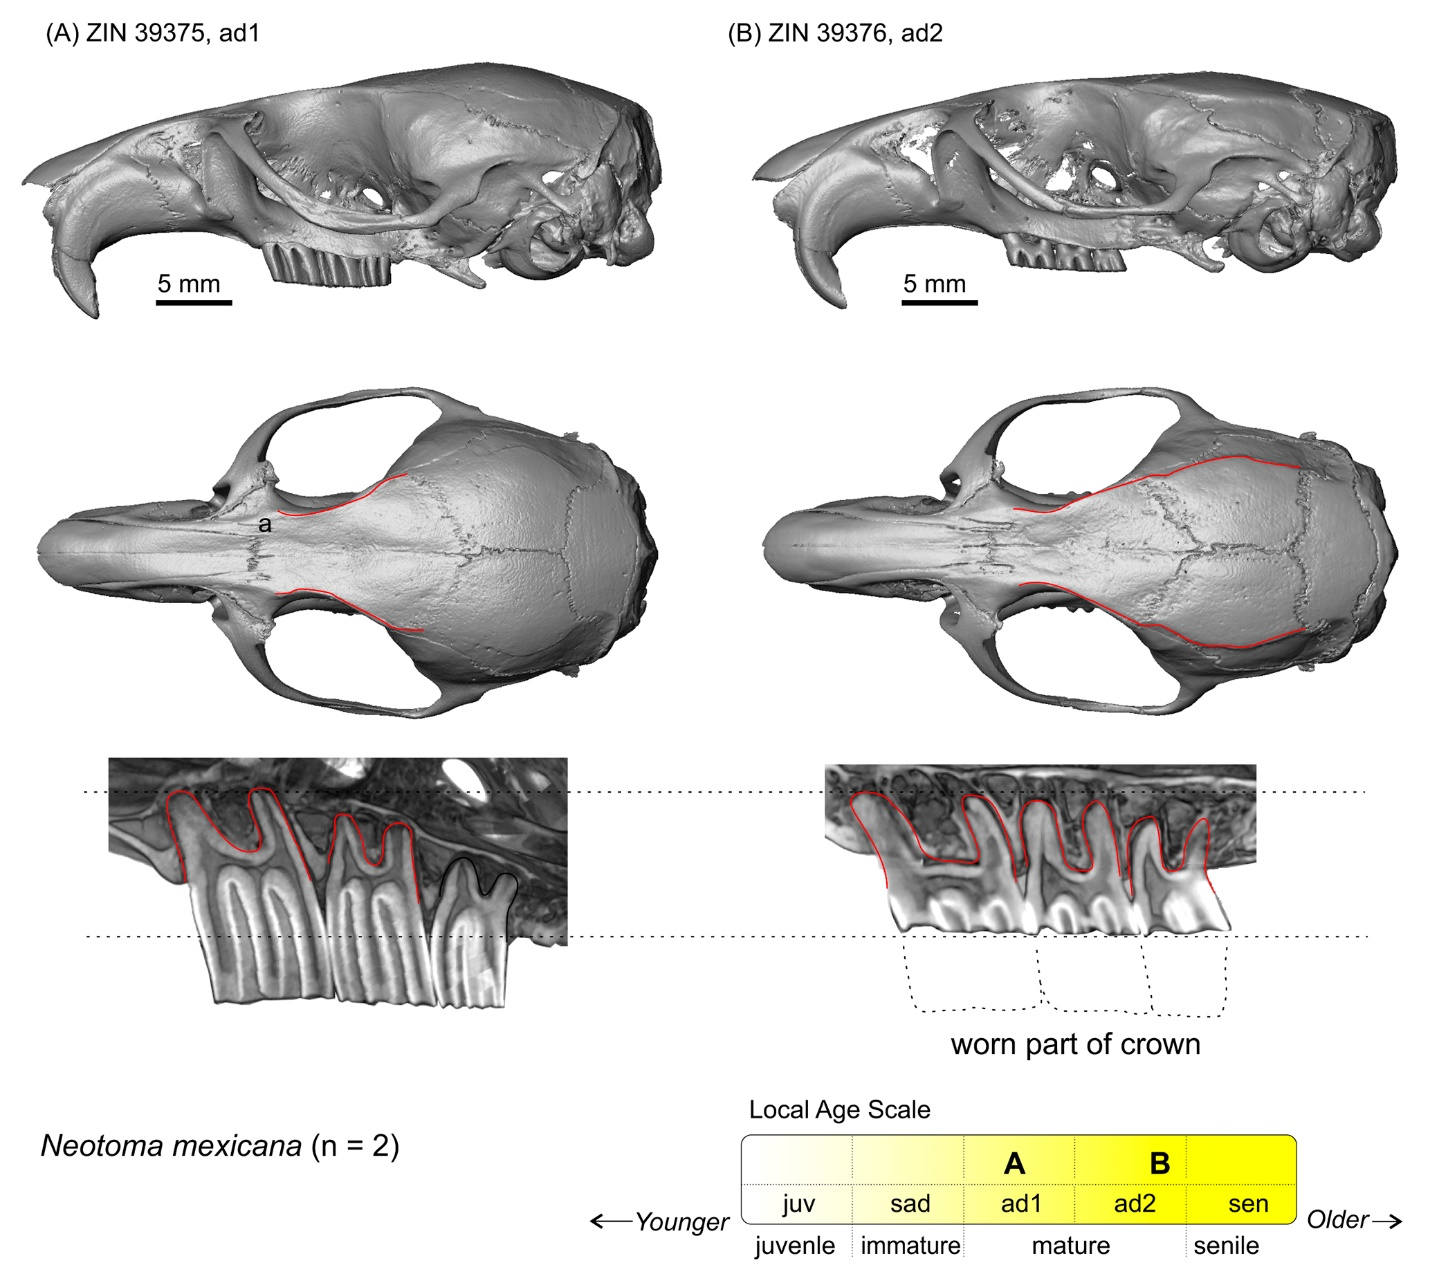 (A) ZIN 39375, ad1
(B) ZIN 39376, ad2
5 mm
5 mm
a
worn part of crown
Local Age Scale
Neotoma mexicana (n = 2)
A
B
juv
sad
ad1
ad2
sen
Younger
Older
juvenle
immature
mature
senile